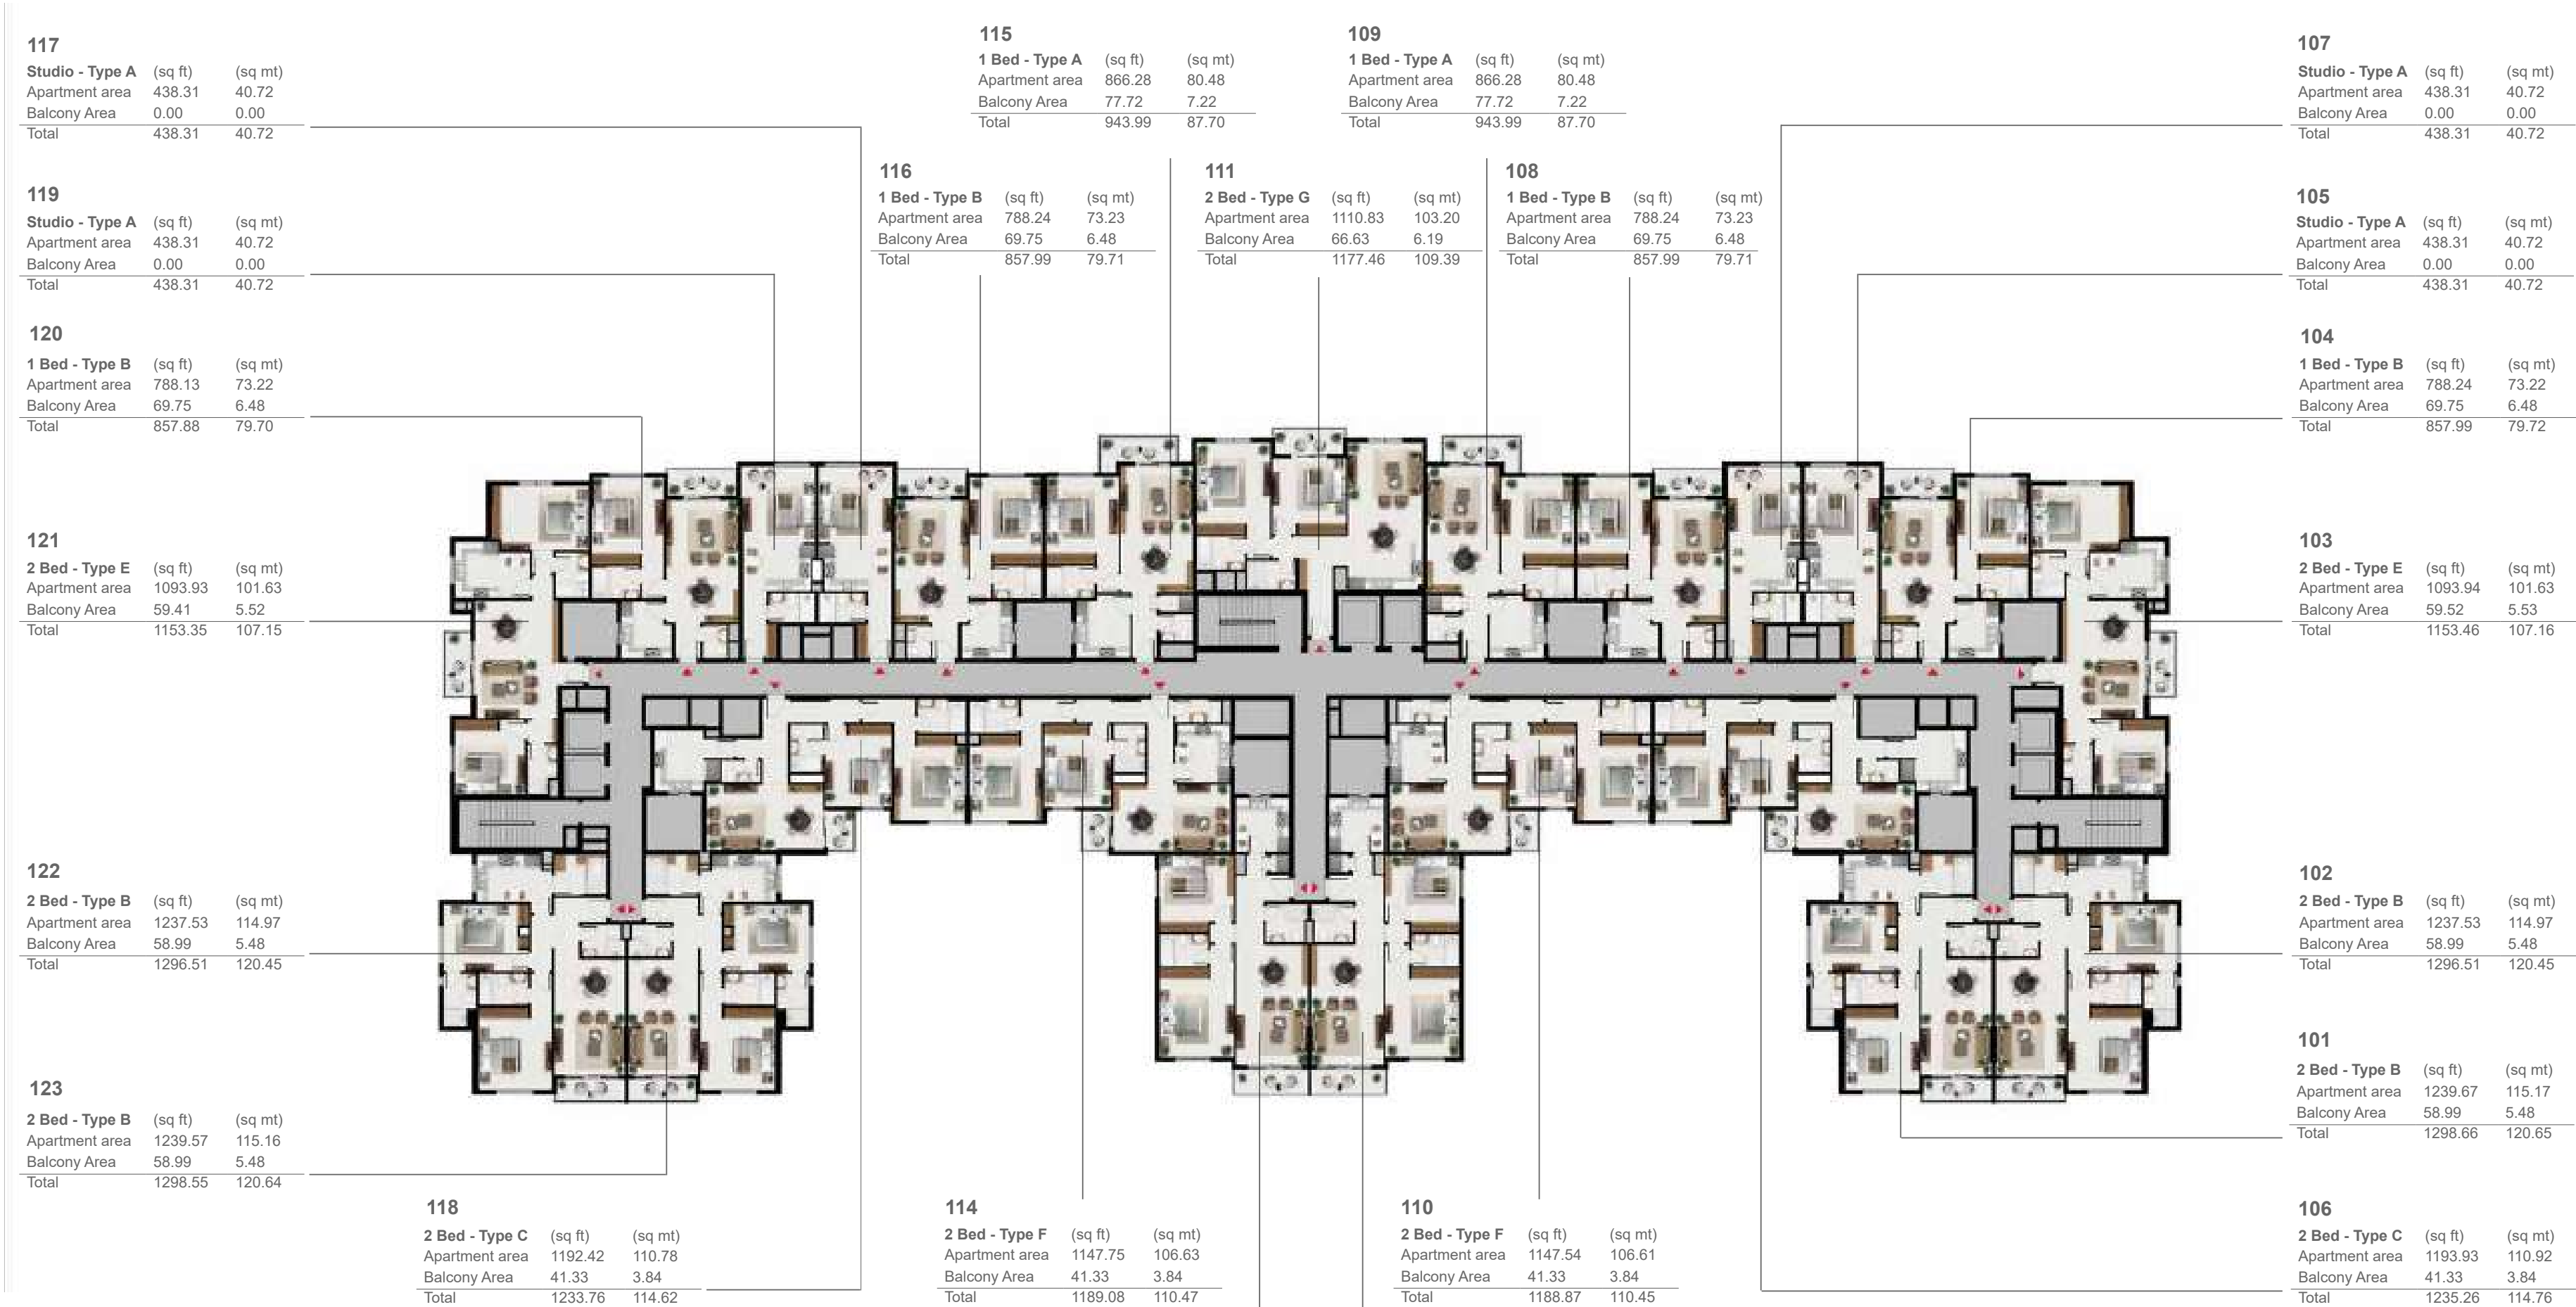 117
Studio - Type A (sq ft) (sq mt)
Apartment area 438.31 40.72
Balcony Area 0.00 0.00
Total 438.31 40.72
119
Studio - Type A (sq ft) (sq mt)
Apartment area 438.31 40.72
Balcony Area 0.00 0.00
Total 438.31 40.72
120
1 Bed - Type B (sq ft) (sq mt)
Apartment area 788.13 73.22
Balcony Area 69.75 6.48
Total 857.88 79.70
121
2 Bed - Type E (sq ft) (sq mt)
Apartment area 1093.93 101.63
Balcony Area 59.41 5.52
Total 1153.35 107.15
122
2 Bed - Type B (sq ft) (sq mt)
Apartment area 1237.53 114.97
Balcony Area 58.99 5.48
Total 1296.51 120.45
123
2 Bed - Type B (sq ft) (sq mt)
Apartment area 1239.57 115.16
Balcony Area 58.99 5.48
Total 1298.55 120.64
115
1 Bed - Type A (sq ft) (sq mt)
Apartment area 866.28 80.48
Balcony Area 77.72 7.22
Total 943.99 87.70
109
1 Bed - Type A (sq ft) (sq mt)
Apartment area 866.28 80.48
Balcony Area 77.72 7.22
Total 943.99 87.70
116
1 Bed - Type B (sq ft) (sq mt)
Apartment area 788.24 73.23
Balcony Area 69.75 6.48
Total 857.99 79.71
111
2 Bed - Type G (sq ft) (sq mt)
Apartment area 1110.83 103.20
Balcony Area 66.63 6.19
Total 1177.46 109.39
108
1 Bed - Type B (sq ft) (sq mt)
Apartment area 788.24 73.23
Balcony Area 69.75 6.48
Total 857.99 79.71
107
Studio - Type A (sq ft) (sq mt)
Apartment area 438.31 40.72
Balcony Area 0.00 0.00
Total 438.31 40.72
105
Studio - Type A (sq ft) (sq mt)
Apartment area 438.31 40.72
Balcony Area 0.00 0.00
Total 438.31 40.72
104
1 Bed - Type B (sq ft) (sq mt)
Apartment area 788.24 73.22
Balcony Area 69.75 6.48
Total 857.99 79.72
103
2 Bed - Type E (sq ft) (sq mt)
Apartment area 1093.94 101.63
Balcony Area 59.52 5.53
Total 1153.46 107.16
102
2 Bed - Type B (sq ft) (sq mt)
Apartment area 1237.53 114.97
Balcony Area 58.99 5.48
Total 1296.51 120.45
101
2 Bed - Type B (sq ft) (sq mt)
Apartment area 1239.67 115.17
Balcony Area 58.99 5.48
Total 1298.66 120.65
118
2 Bed - Type C (sq ft) (sq mt)
Apartment area 1192.42 110.78
Balcony Area 41.33 3.84
Total 1233.76 114.62
114
2 Bed - Type F (sq ft) (sq mt)
Apartment area 1147.75 106.63
Balcony Area 41.33 3.84
Total 1189.08 110.47
110
2 Bed - Type F (sq ft) (sq mt)
Apartment area 1147.54 106.61
Balcony Area 41.33 3.84
Total 1188.87 110.45
106
2 Bed - Type C (sq ft) (sq mt)
Apartment area 1193.93 110.92
Balcony Area 41.33 3.84
Total 1235.26 114.76